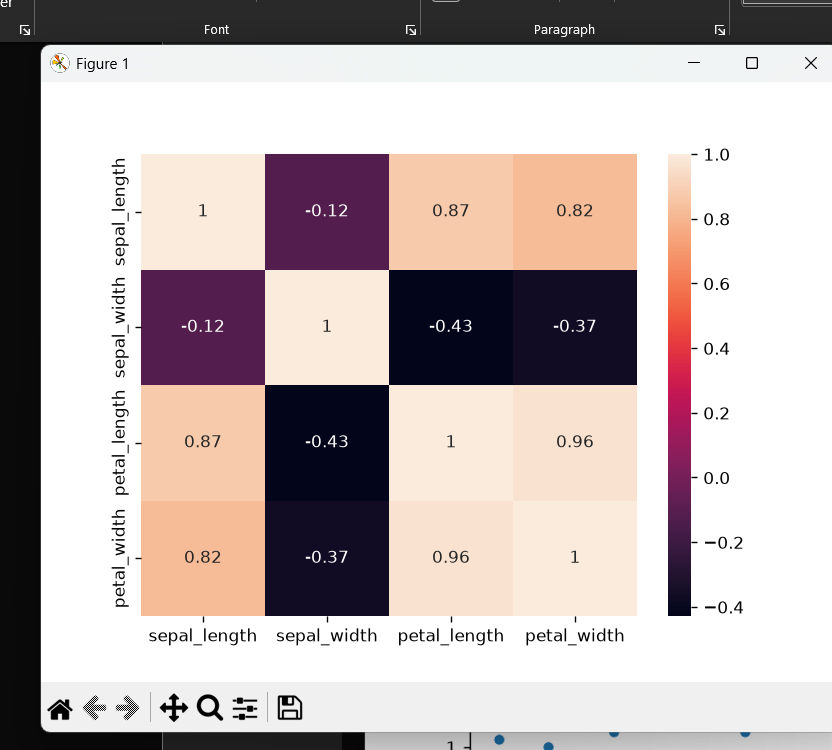 er
Font Paragraph
Figure 1
sepal_length 1 -0.12 0.87 0.82
sepal_width -0.12 1 -0.43 -0.37
petal_length 0.87 -0.43 1 0.96
petal_width 0.82 -0.37 0.96 1
sepal_length sepal_width petal_length petal_width
1.0
0.8
0.6
0.4
0.2
0.0
−0.2
−0.4
1